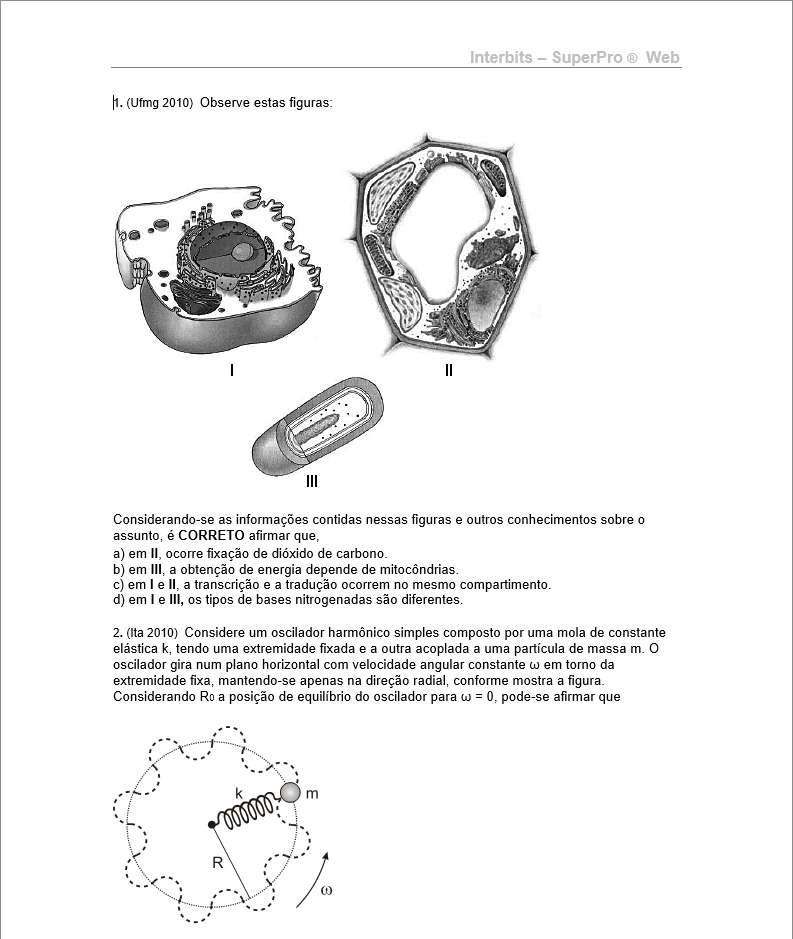 Interbits – SuperPro ® Web
1. (Ufmg 2010) Observe estas figuras:
I
II
III
Considerando-se as informações contidas nessas figuras e outros conhecimentos sobre o
assunto, é CORRETO afirmar que,
a) em II, ocorre fixação de dióxido de carbono.
b) em III, a obtenção de energia depende de mitocôndrias.
c) em I e II, a transcrição e a tradução ocorrem no mesmo compartimento.
d) em I e III, os tipos de bases nitrogenadas são diferentes.
2. (Ita 2010) Considere um oscilador harmônico simples composto por uma mola de constante
elástica k, tendo uma extremidade fixada e a outra acoplada a uma partícula de massa m. O
oscilador gira num plano horizontal com velocidade angular constante ω em torno da
extremidade fixa, mantendo-se apenas na direção radial, conforme mostra a figura.
Considerando R₀ a posição de equilíbrio do oscilador para ω = 0, pode-se afirmar que
k
m
R
ω